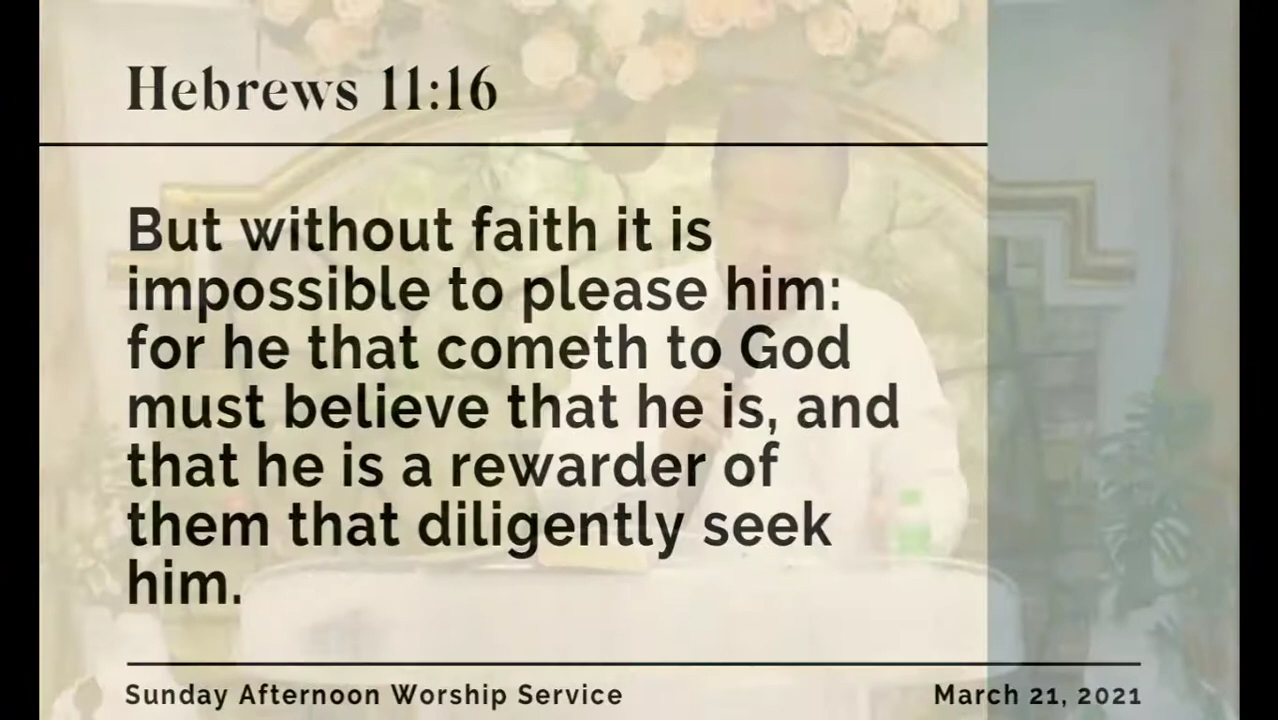 Hebrews 11:16
But without faith it is
impossible to please him:
for he that cometh to God
must believe that he is, and
that he is a rewarder of
them that diligently seek
him.
Sunday Afternoon Worship Service
March 21, 2021